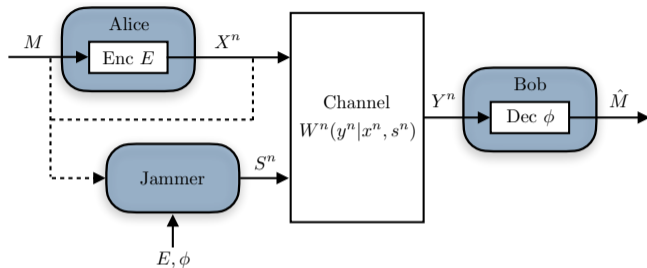 Alice
M
Enc E
X^n
Channel
W^n(y^n|x^n, s^n)
Y^n
Bob
Dec ϕ
M̂
Jammer
S^n
E, ϕ